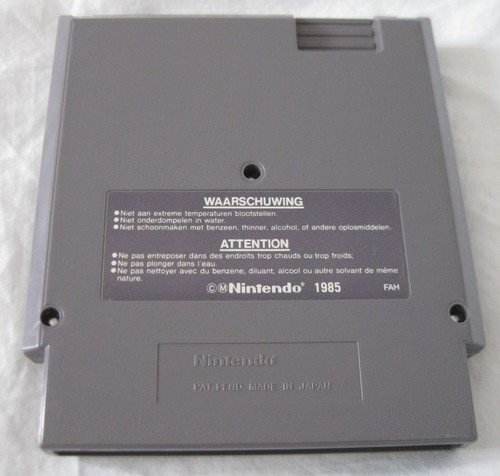 WAARSCHUWING
●Niet aan extreme temperaturen blootstellen.
●Niet onderdompelen in water.
●Niet schoonmaken met benzeen, thinner, alcohol, of andere oplosmiddelen.
ATTENTION
●Ne pas entreposer dans des endroits trop chauds ou trop froids;
●Ne pas plonger dans l'eau.
●Ne pas nettoyer avec du benzene, diluant, alcool ou autre solvant de même
nature.
©ⓂNintendo® 1985 FAH
Nintendo
PAT. PEND. MADE IN JAPAN